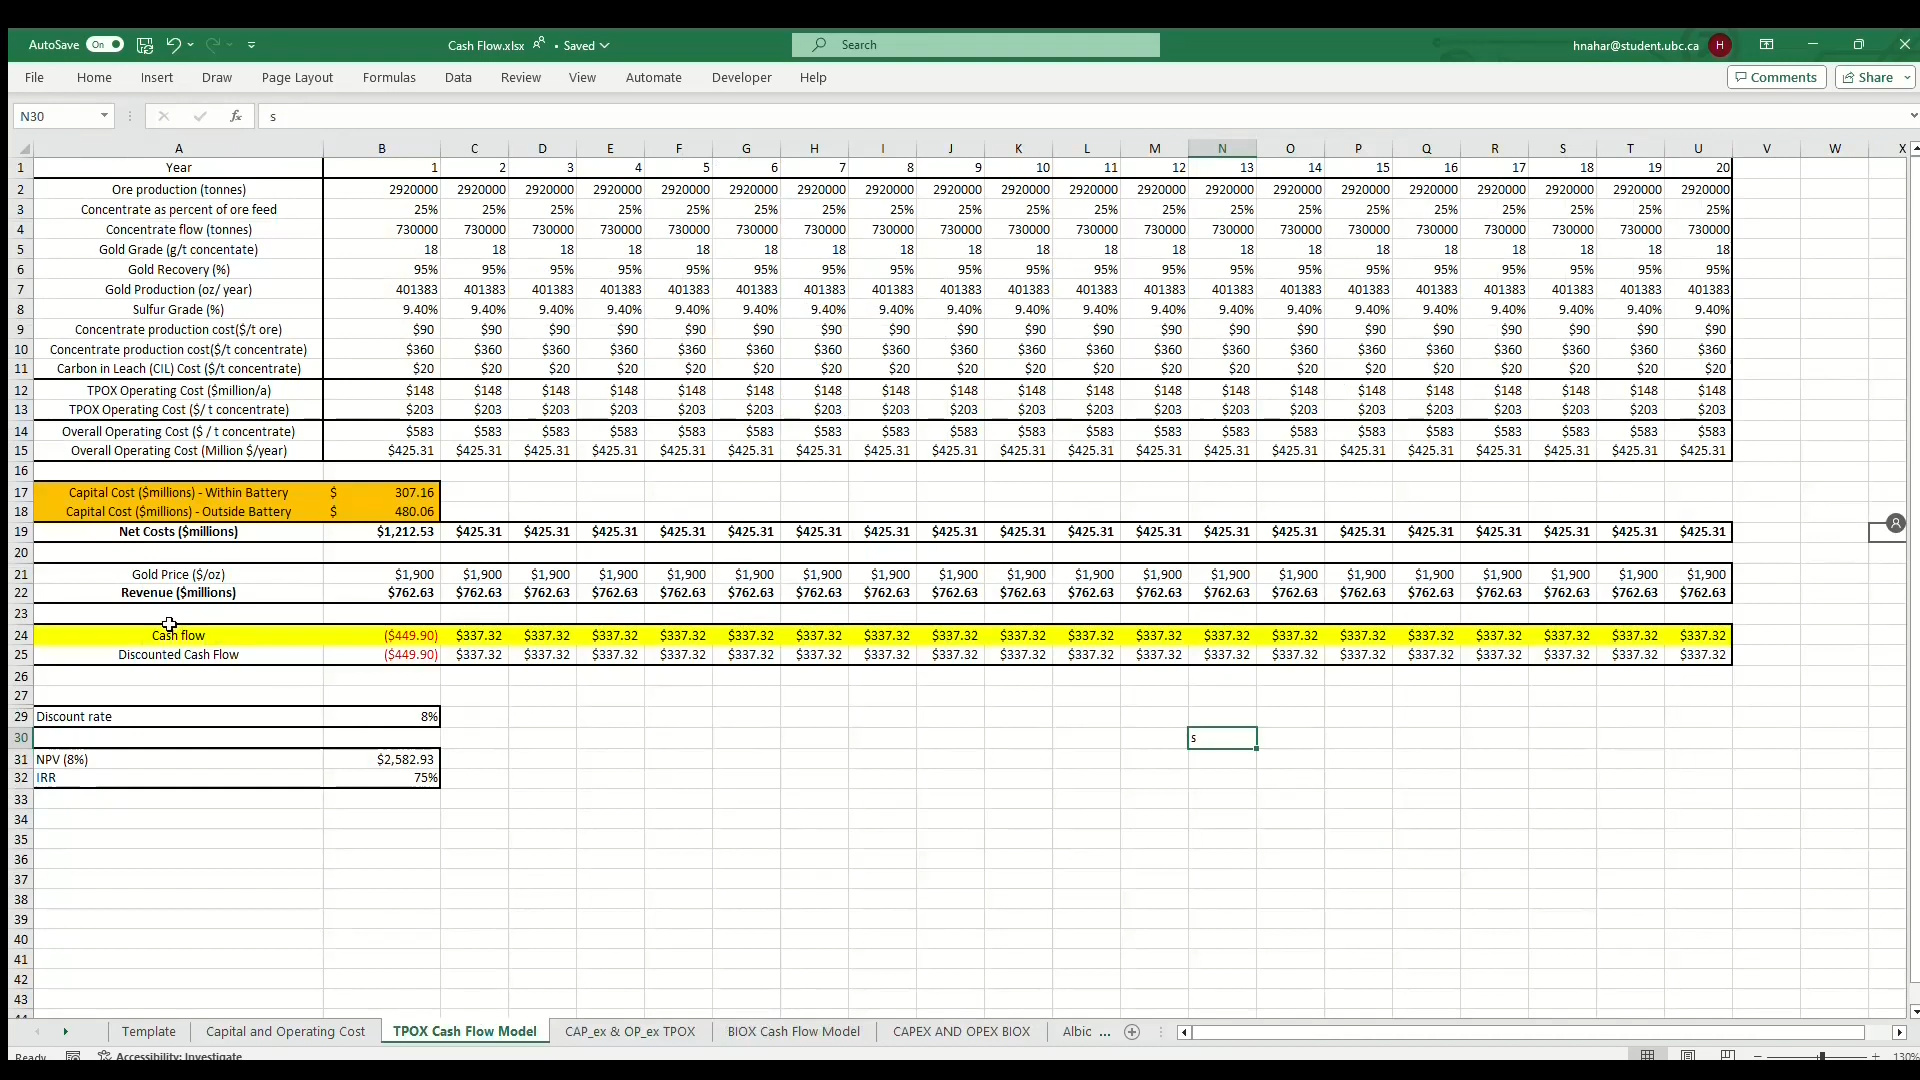 AutoSave On Cash Flow.xlsx • Saved Search hnahar@student.ubc.ca H
File Home Insert Draw Page Layout Formulas Data Review View Automate Developer Help Comments Share
N30 fx s
A B C D E F G H I J K L M N O P Q R S T U V W X
1 Year 1 2 3 4 5 6 7 8 9 10 11 12 13 14 15 16 17 18 19 20
2 Ore production (tonnes) 2920000 2920000 2920000 2920000 2920000 2920000 2920000 2920000 2920000 2920000 2920000 2920000 2920000 2920000 2920000 2920000 2920000 2920000 2920000 2920000
3 Concentrate as percent of ore feed 25% 25% 25% 25% 25% 25% 25% 25% 25% 25% 25% 25% 25% 25% 25% 25% 25% 25% 25% 25%
4 Concentrate flow (tonnes) 730000 730000 730000 730000 730000 730000 730000 730000 730000 730000 730000 730000 730000 730000 730000 730000 730000 730000 730000 730000
5 Gold Grade (g/t concentate) 18 18 18 18 18 18 18 18 18 18 18 18 18 18 18 18 18 18 18 18
6 Gold Recovery (%) 95% 95% 95% 95% 95% 95% 95% 95% 95% 95% 95% 95% 95% 95% 95% 95% 95% 95% 95% 95%
7 Gold Production (oz/ year) 401383 401383 401383 401383 401383 401383 401383 401383 401383 401383 401383 401383 401383 401383 401383 401383 401383 401383 401383 401383
8 Sulfur Grade (%) 9.40% 9.40% 9.40% 9.40% 9.40% 9.40% 9.40% 9.40% 9.40% 9.40% 9.40% 9.40% 9.40% 9.40% 9.40% 9.40% 9.40% 9.40% 9.40% 9.40%
9 Concentrate production cost($/t ore) $90 $90 $90 $90 $90 $90 $90 $90 $90 $90 $90 $90 $90 $90 $90 $90 $90 $90 $90 $90
10 Concentrate production cost($/t concentrate) $360 $360 $360 $360 $360 $360 $360 $360 $360 $360 $360 $360 $360 $360 $360 $360 $360 $360 $360 $360
11 Carbon in Leach (CIL) Cost ($/t concentrate) $20 $20 $20 $20 $20 $20 $20 $20 $20 $20 $20 $20 $20 $20 $20 $20 $20 $20 $20 $20
12 TPOX Operating Cost ($million/a) $148 $148 $148 $148 $148 $148 $148 $148 $148 $148 $148 $148 $148 $148 $148 $148 $148 $148 $148 $148
13 TPOX Operating Cost ($/ t concentrate) $203 $203 $203 $203 $203 $203 $203 $203 $203 $203 $203 $203 $203 $203 $203 $203 $203 $203 $203 $203
14 Overall Operating Cost ($ / t concentrate) $583 $583 $583 $583 $583 $583 $583 $583 $583 $583 $583 $583 $583 $583 $583 $583 $583 $583 $583 $583
15 Overall Operating Cost (Million $/year) $425.31 $425.31 $425.31 $425.31 $425.31 $425.31 $425.31 $425.31 $425.31 $425.31 $425.31 $425.31 $425.31 $425.31 $425.31 $425.31 $425.31 $425.31 $425.31 $425.31
16
17 Capital Cost ($millions) - Within Battery $ 307.16
18 Capital Cost ($millions) - Outside Battery $ 480.06
19 Net Costs ($millions) $1,212.53 $425.31 $425.31 $425.31 $425.31 $425.31 $425.31 $425.31 $425.31 $425.31 $425.31 $425.31 $425.31 $425.31 $425.31 $425.31 $425.31 $425.31 $425.31 $425.31
20
21 Gold Price ($/oz) $1,900 $1,900 $1,900 $1,900 $1,900 $1,900 $1,900 $1,900 $1,900 $1,900 $1,900 $1,900 $1,900 $1,900 $1,900 $1,900 $1,900 $1,900 $1,900 $1,900
22 Revenue ($millions) $762.63 $762.63 $762.63 $762.63 $762.63 $762.63 $762.63 $762.63 $762.63 $762.63 $762.63 $762.63 $762.63 $762.63 $762.63 $762.63 $762.63 $762.63 $762.63 $762.63
23
24 Cash flow ($449.90) $337.32 $337.32 $337.32 $337.32 $337.32 $337.32 $337.32 $337.32 $337.32 $337.32 $337.32 $337.32 $337.32 $337.32 $337.32 $337.32 $337.32 $337.32 $337.32
25 Discounted Cash Flow ($449.90) $337.32 $337.32 $337.32 $337.32 $337.32 $337.32 $337.32 $337.32 $337.32 $337.32 $337.32 $337.32 $337.32 $337.32 $337.32 $337.32 $337.32 $337.32 $337.32
26
27
29 Discount rate 8%
30 s
31 NPV (8%) $2,582.93
32 IRR 75%
33
34
35
36
37
38
39
40
41
42
43
Template Capital and Operating Cost TPOX Cash Flow Model CAP_ex & OP_ex TPOX BIOX Cash Flow Model CAPEX AND OPEX BIOX Albic ...
Ready Accessibility: Investigate 130%